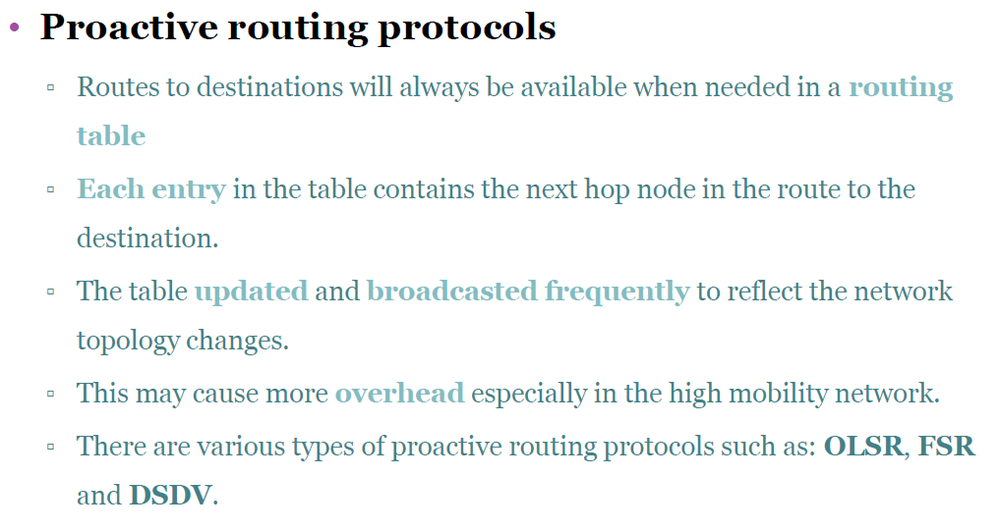 • Proactive routing protocols
▫ Routes to destinations will always be available when needed in a routing
table
▫ Each entry in the table contains the next hop node in the route to the
destination.
▫ The table updated and broadcasted frequently to reflect the network
topology changes.
▫ This may cause more overhead especially in the high mobility network.
▫ There are various types of proactive routing protocols such as: OLSR, FSR
and DSDV.